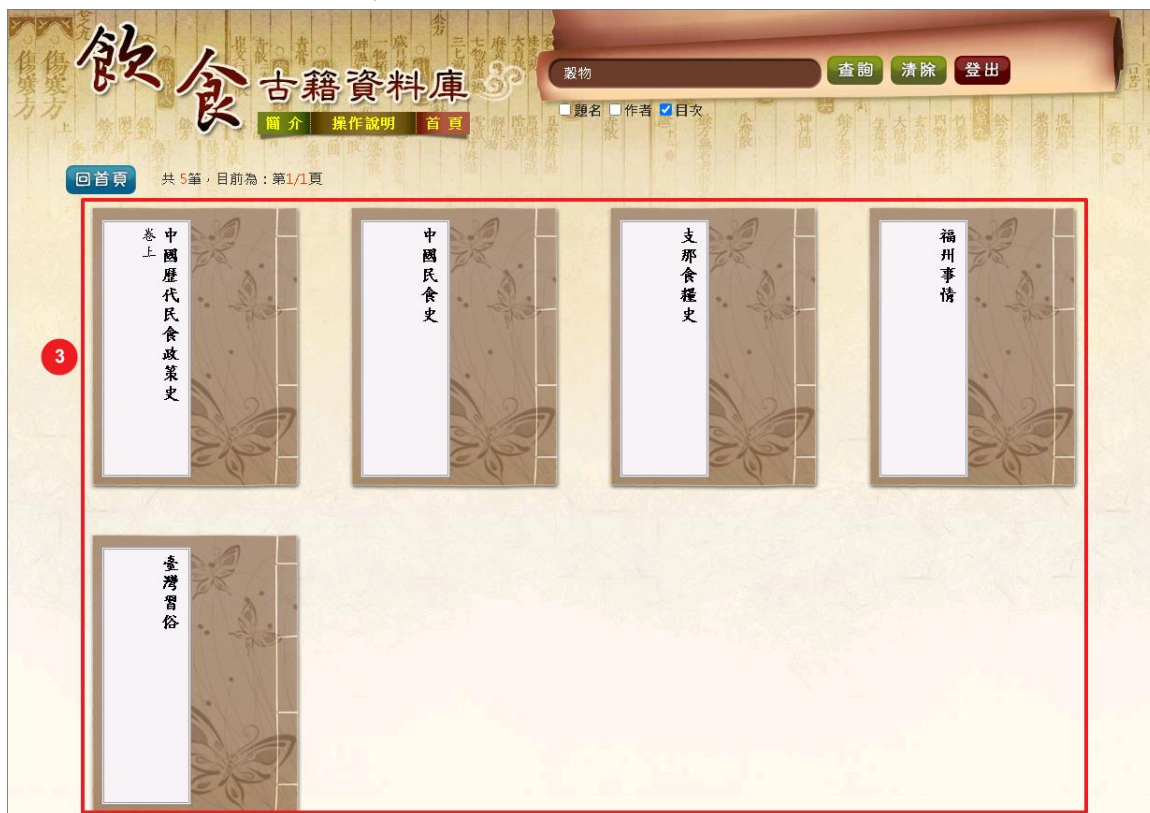 飲食古籍資料庫
簡介 操作說明 首頁
穀物 查詢 清除 登出
題名 作者 目次
回首頁 共 5筆，目前為：第1/1頁
3
中國歷代民食政策史
卷上
中國民食史
支那食糧史
福州事情
臺灣習俗